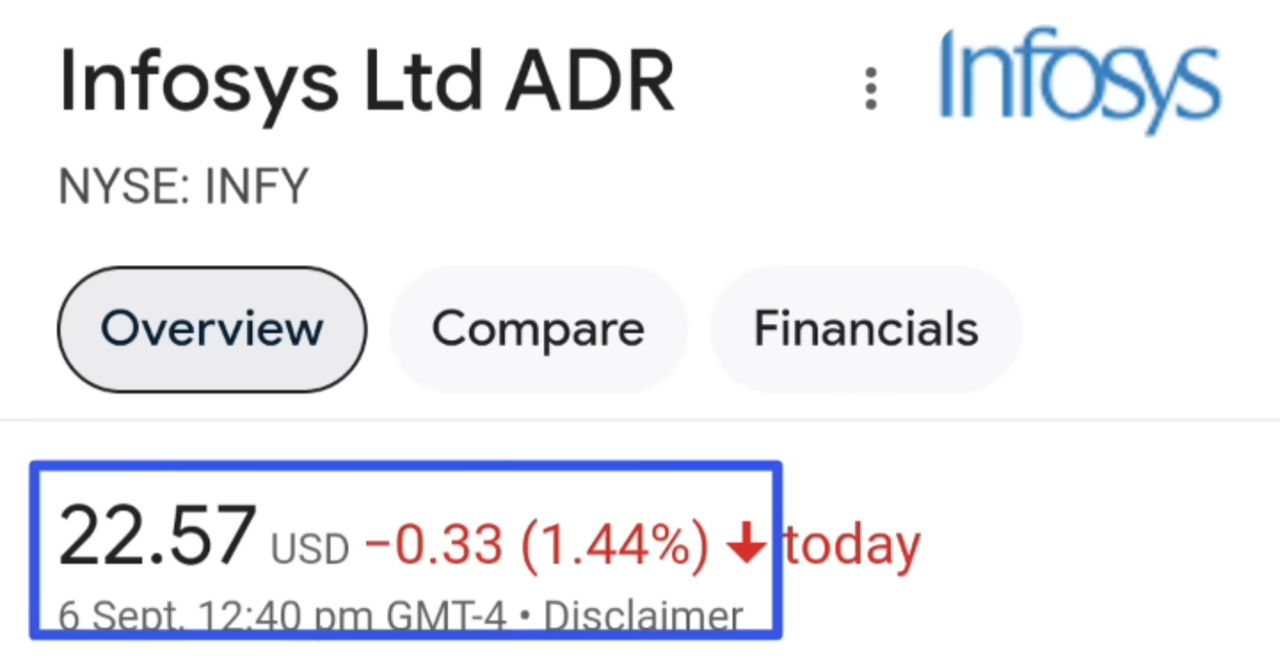 Infosys Ltd ADR
Infosys
NYSE: INFY
Overview Compare Financials
22.57 USD −0.33 (1.44%) ↓ today
6 Sept, 12:40 pm GMT-4 • Disclaimer